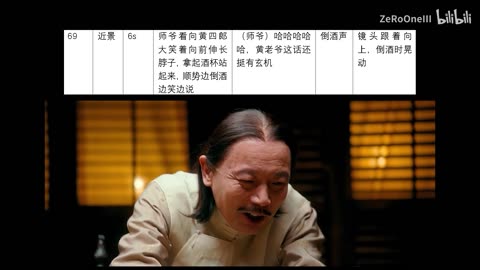 ZeRoOneIII bilibili
69
近景
6s
师爷看向黄四郎
大笑着向前伸长
脖子，拿起酒杯站
起来，顺势边倒酒
边笑边说
（师爷）哈哈哈哈
哈，黄老爷这话还
挺有玄机
倒酒声
镜头跟着向
上，倒酒时晃
动